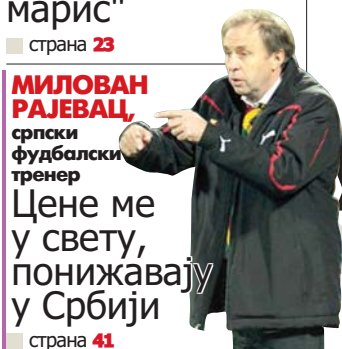 марис"
страна 23
МИЛОВАН
РАЈЕВАЦ,
српски
фудбалски
тренер
Цене ме
у свету,
понижавају
у Србији
страна 41